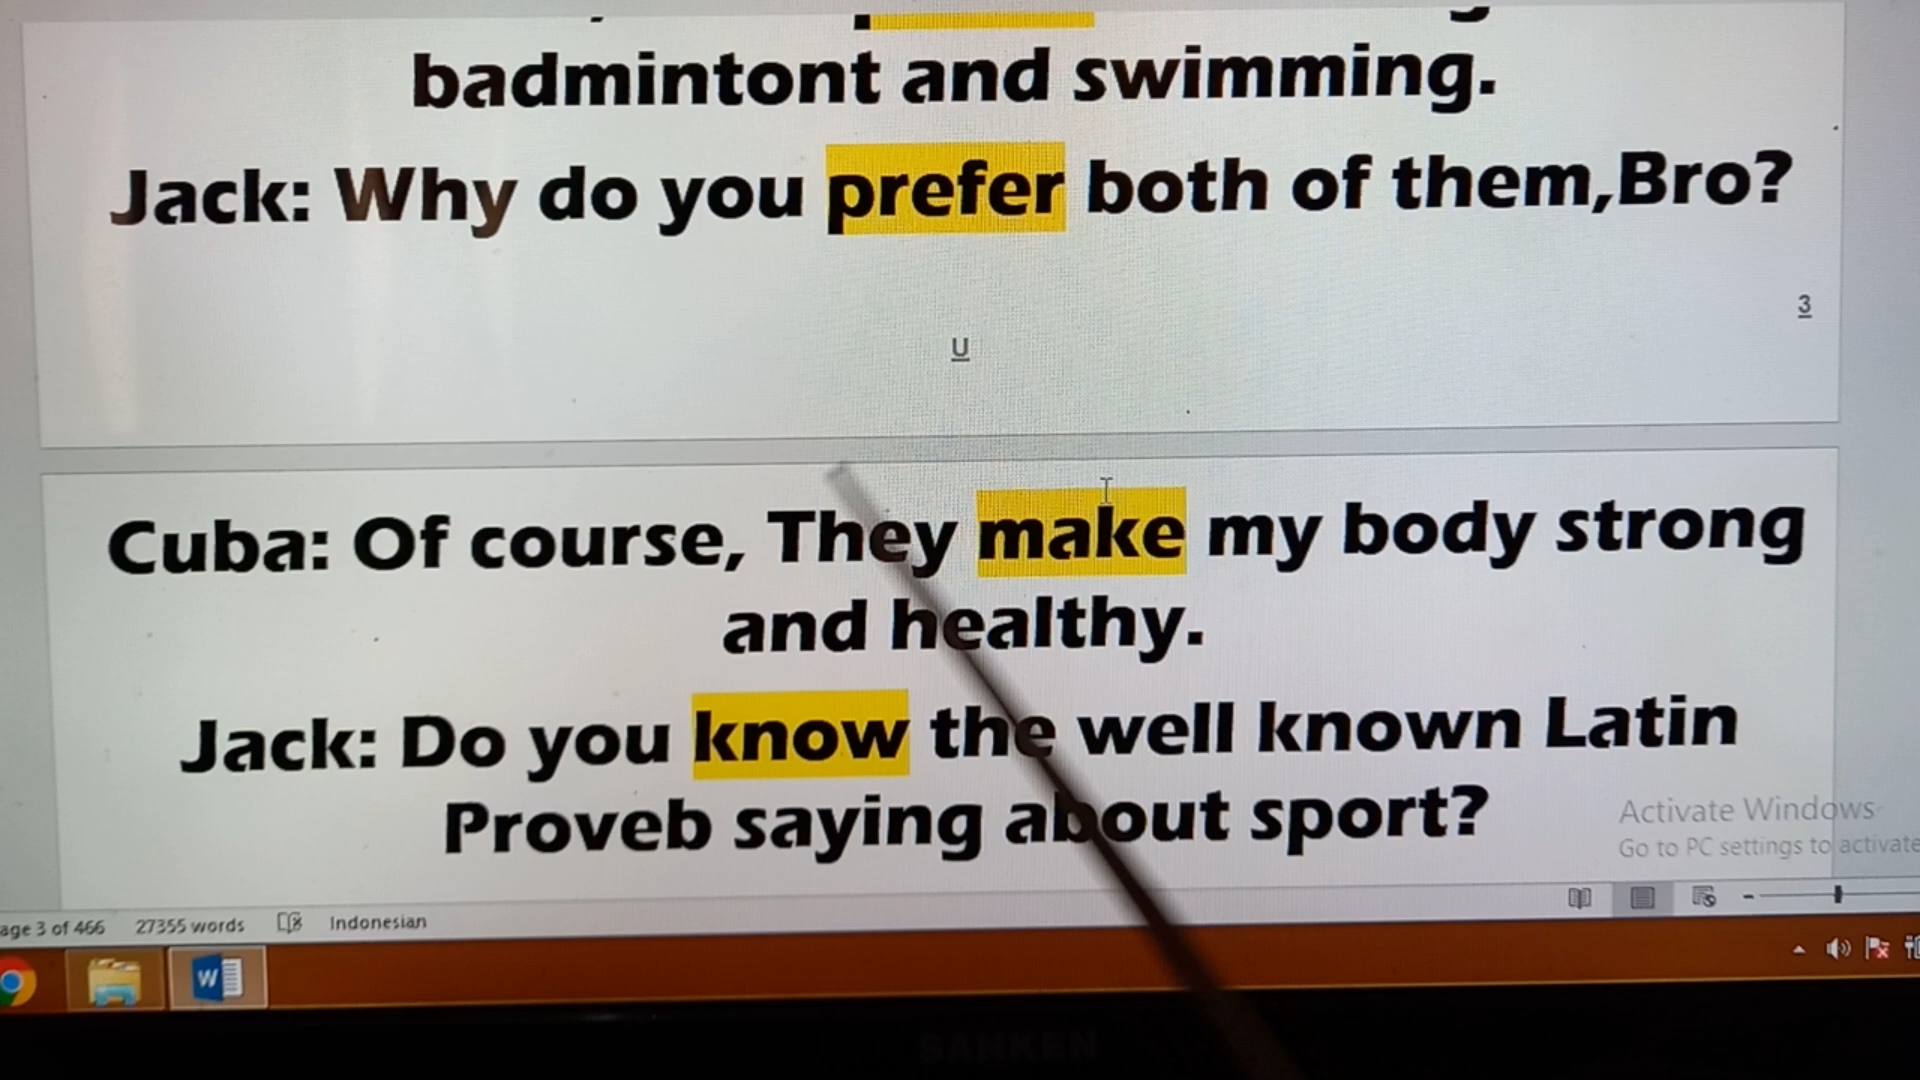 badmintont and swimming.
Jack: Why do you prefer both of them,Bro?
3
U
Cuba: Of course, They make my body strong
and healthy.
Jack: Do you know the well known Latin
Proveb saying about sport?
Activate Windows
Go to PC settings to activate
age 3 of 466 27355 words Indonesian
SANKEN